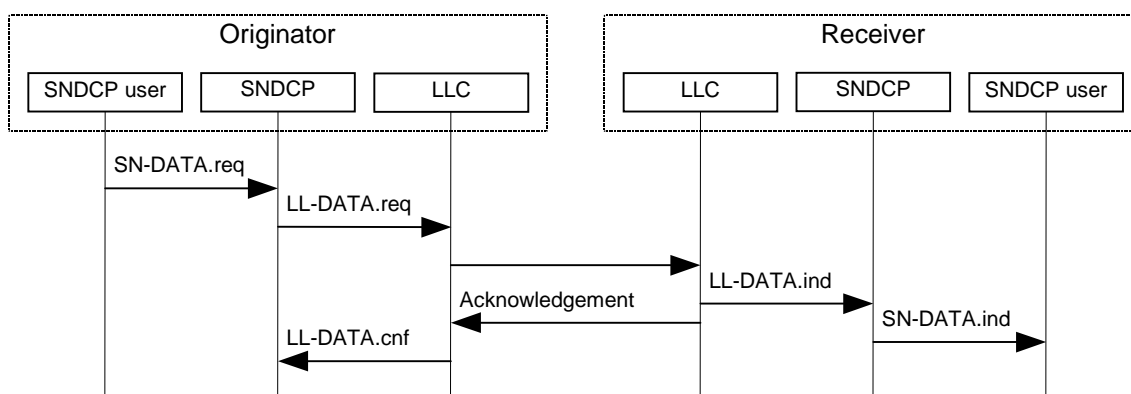 Originator
Receiver
SNDCP user
SNDCP
LLC
LLC
SNDCP
SNDCP user
SN-DATA.req
LL-DATA.req
LL-DATA.ind
Acknowledgement
SN-DATA.ind
LL-DATA.cnf